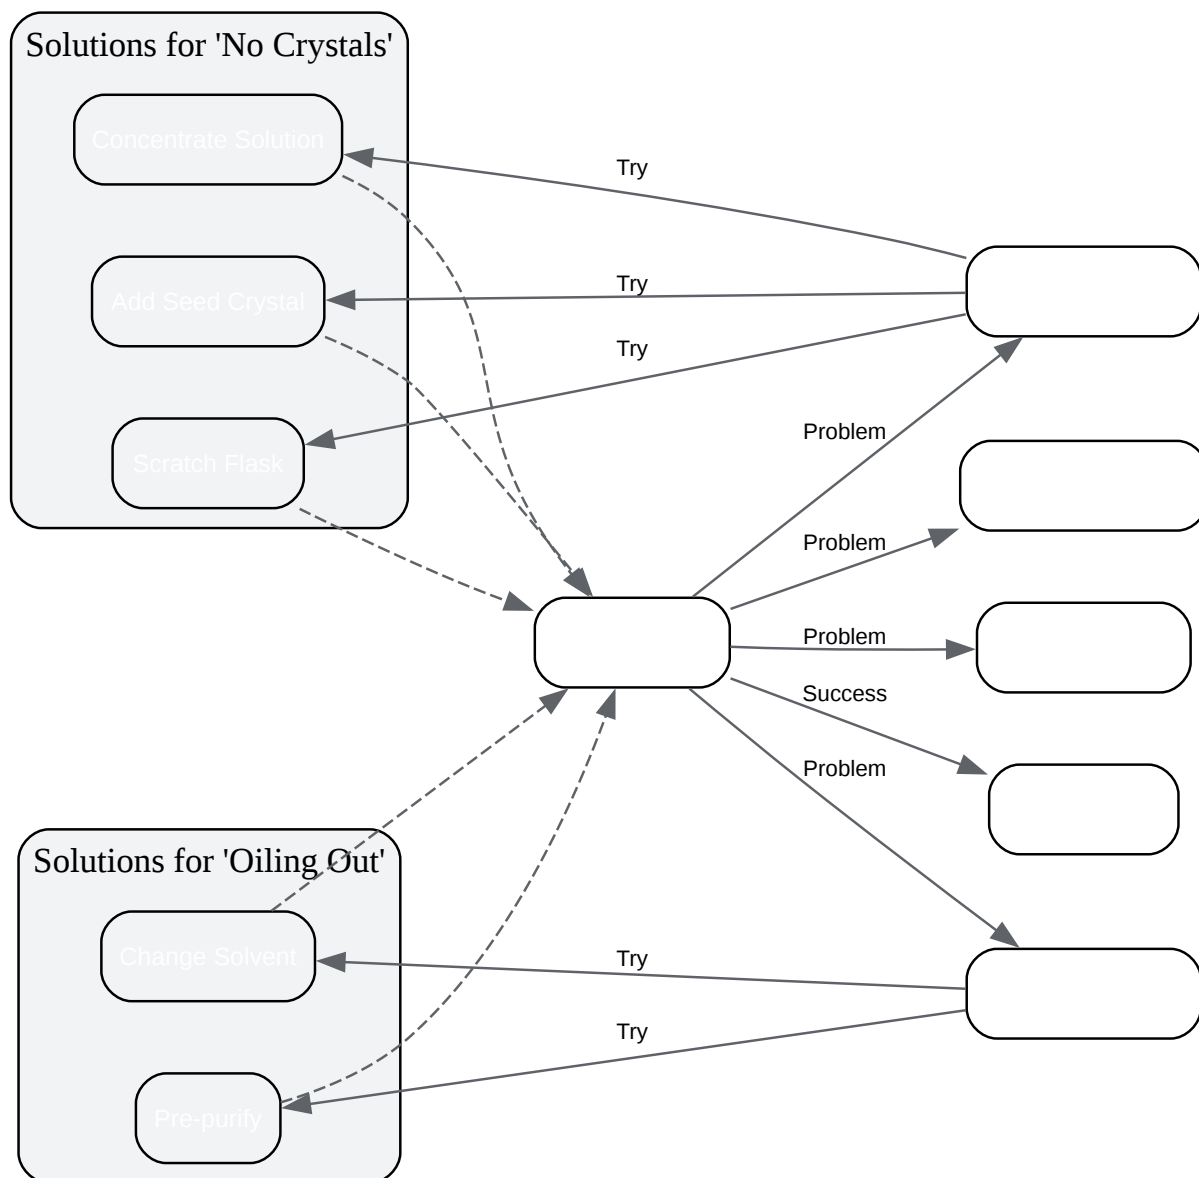 Solutions for 'No Crystals'
Concentrate Solution
Try
Add Seed Crystal
Try
Try
Problem
Scratch Flask
Problem
Problem
Success
Problem
Solutions for 'Oiling Out'
Change Solvent
Try
Try
Pre-purify